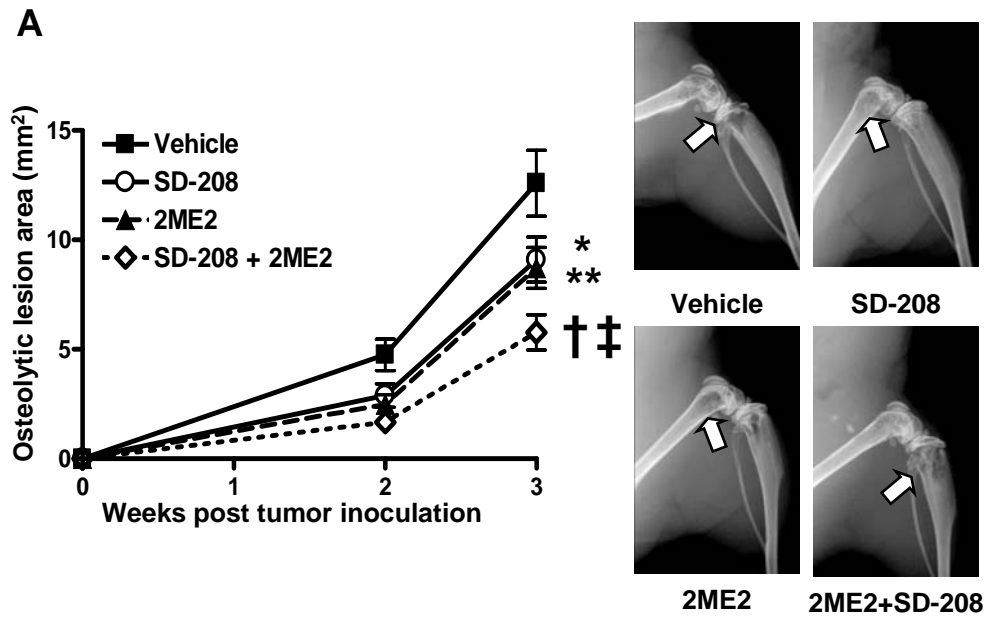 A
Osteolytic lesion area (mm²)
15
10
5
0
Vehicle
SD-208
2ME2
SD-208 + 2ME2
*
**
†‡
0 1 2 3
Weeks post tumor inoculation
Vehicle SD-208
2ME2 2ME2+SD-208